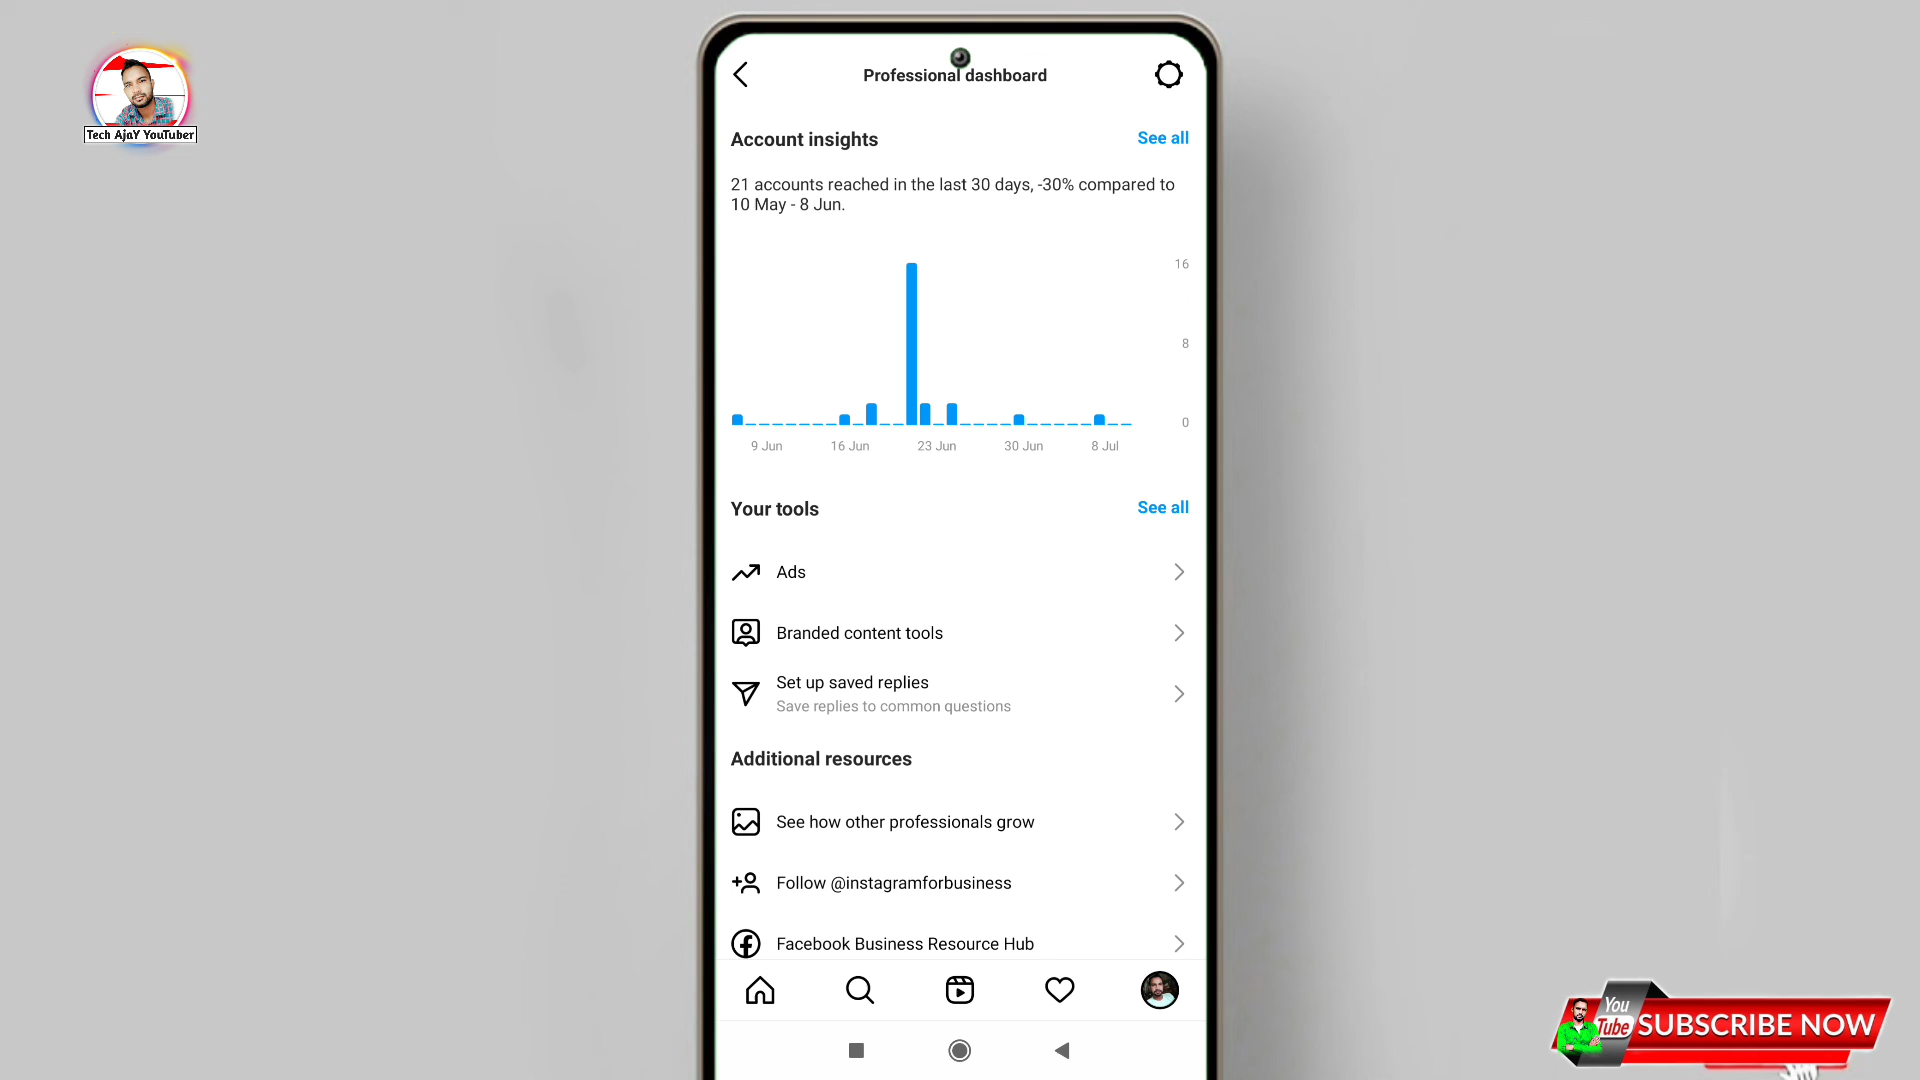 Tech AjaY YouTuber
Professional dashboard
Account insights
See all
21 accounts reached in the last 30 days, -30% compared to
10 May - 8 Jun.
16
8
0
9 Jun 16 Jun 23 Jun 30 Jun 8 Jul
Your tools
See all
Ads
Branded content tools
Set up saved replies
Save replies to common questions
Additional resources
See how other professionals grow
Follow @instagramforbusiness
Facebook Business Resource Hub
You
Tube
SUBSCRIBE NOW